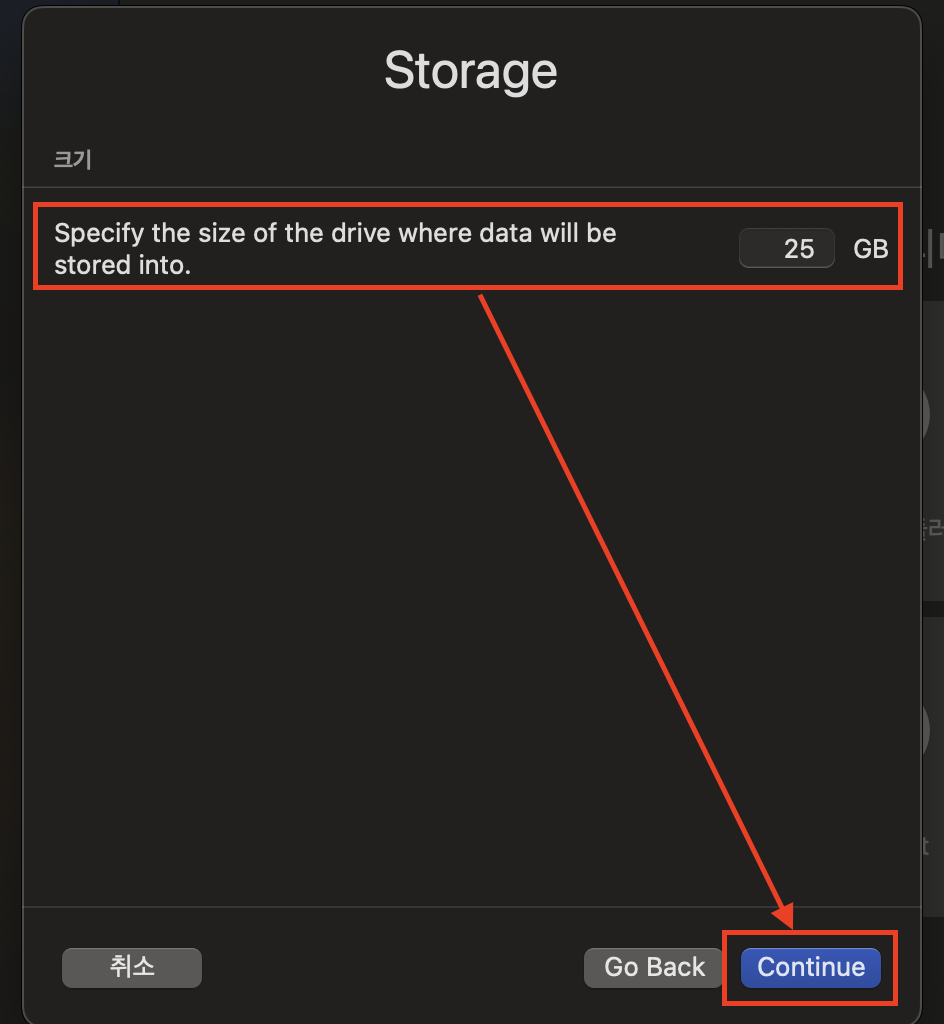 Storage
크기
Specify the size of the drive where data will be
stored into.
25 GB
취소
Go Back
Continue